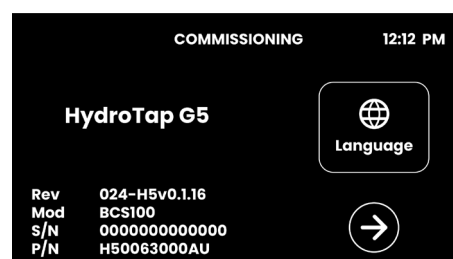 COMMISSIONING 12:12 PM
HydroTap G5
Language
Rev 024-H5v0.1.16
Mod BCS100
S/N 0000000000000
P/N H50063000AU